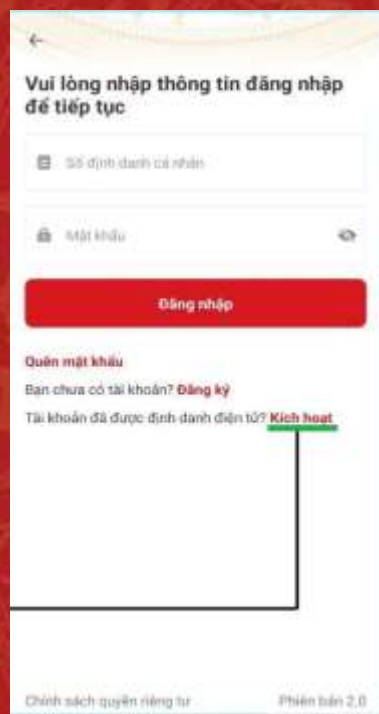 Vui lòng nhập thông tin đăng nhập
để tiếp tục
Số định danh cá nhân
Mật khẩu
Đăng nhập
Quên mật khẩu
Bạn chưa có tài khoản? Đăng ký
Tài khoản đã được định danh điện tử? Kích hoạt
Chính sách quyền riêng tư
Phiên bản 2.0